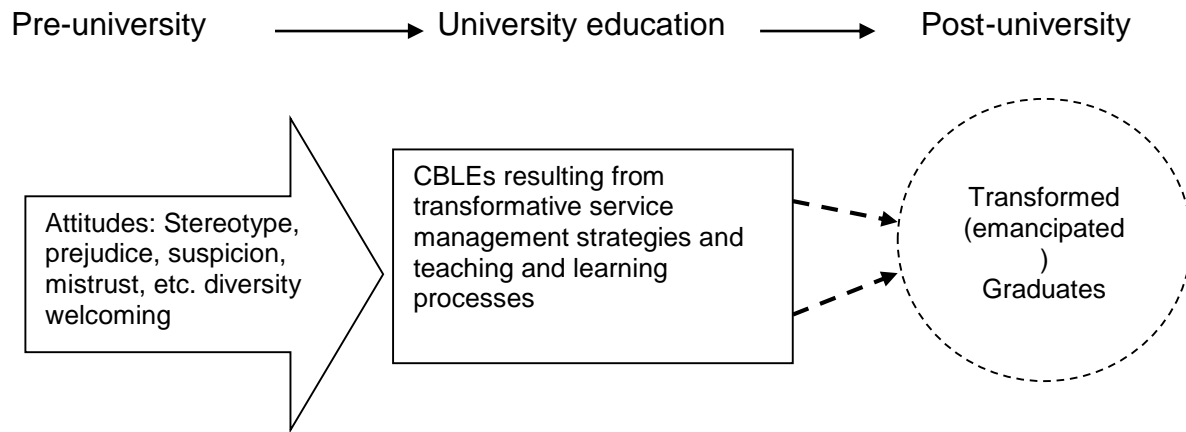 Pre-university
University education
Post-university
Attitudes: Stereotype,
prejudice, suspicion,
mistrust, etc. diversity
welcoming
CBLEs resulting from
transformative service
management strategies and
teaching and learning
processes
Transformed
(emancipated
)
Graduates